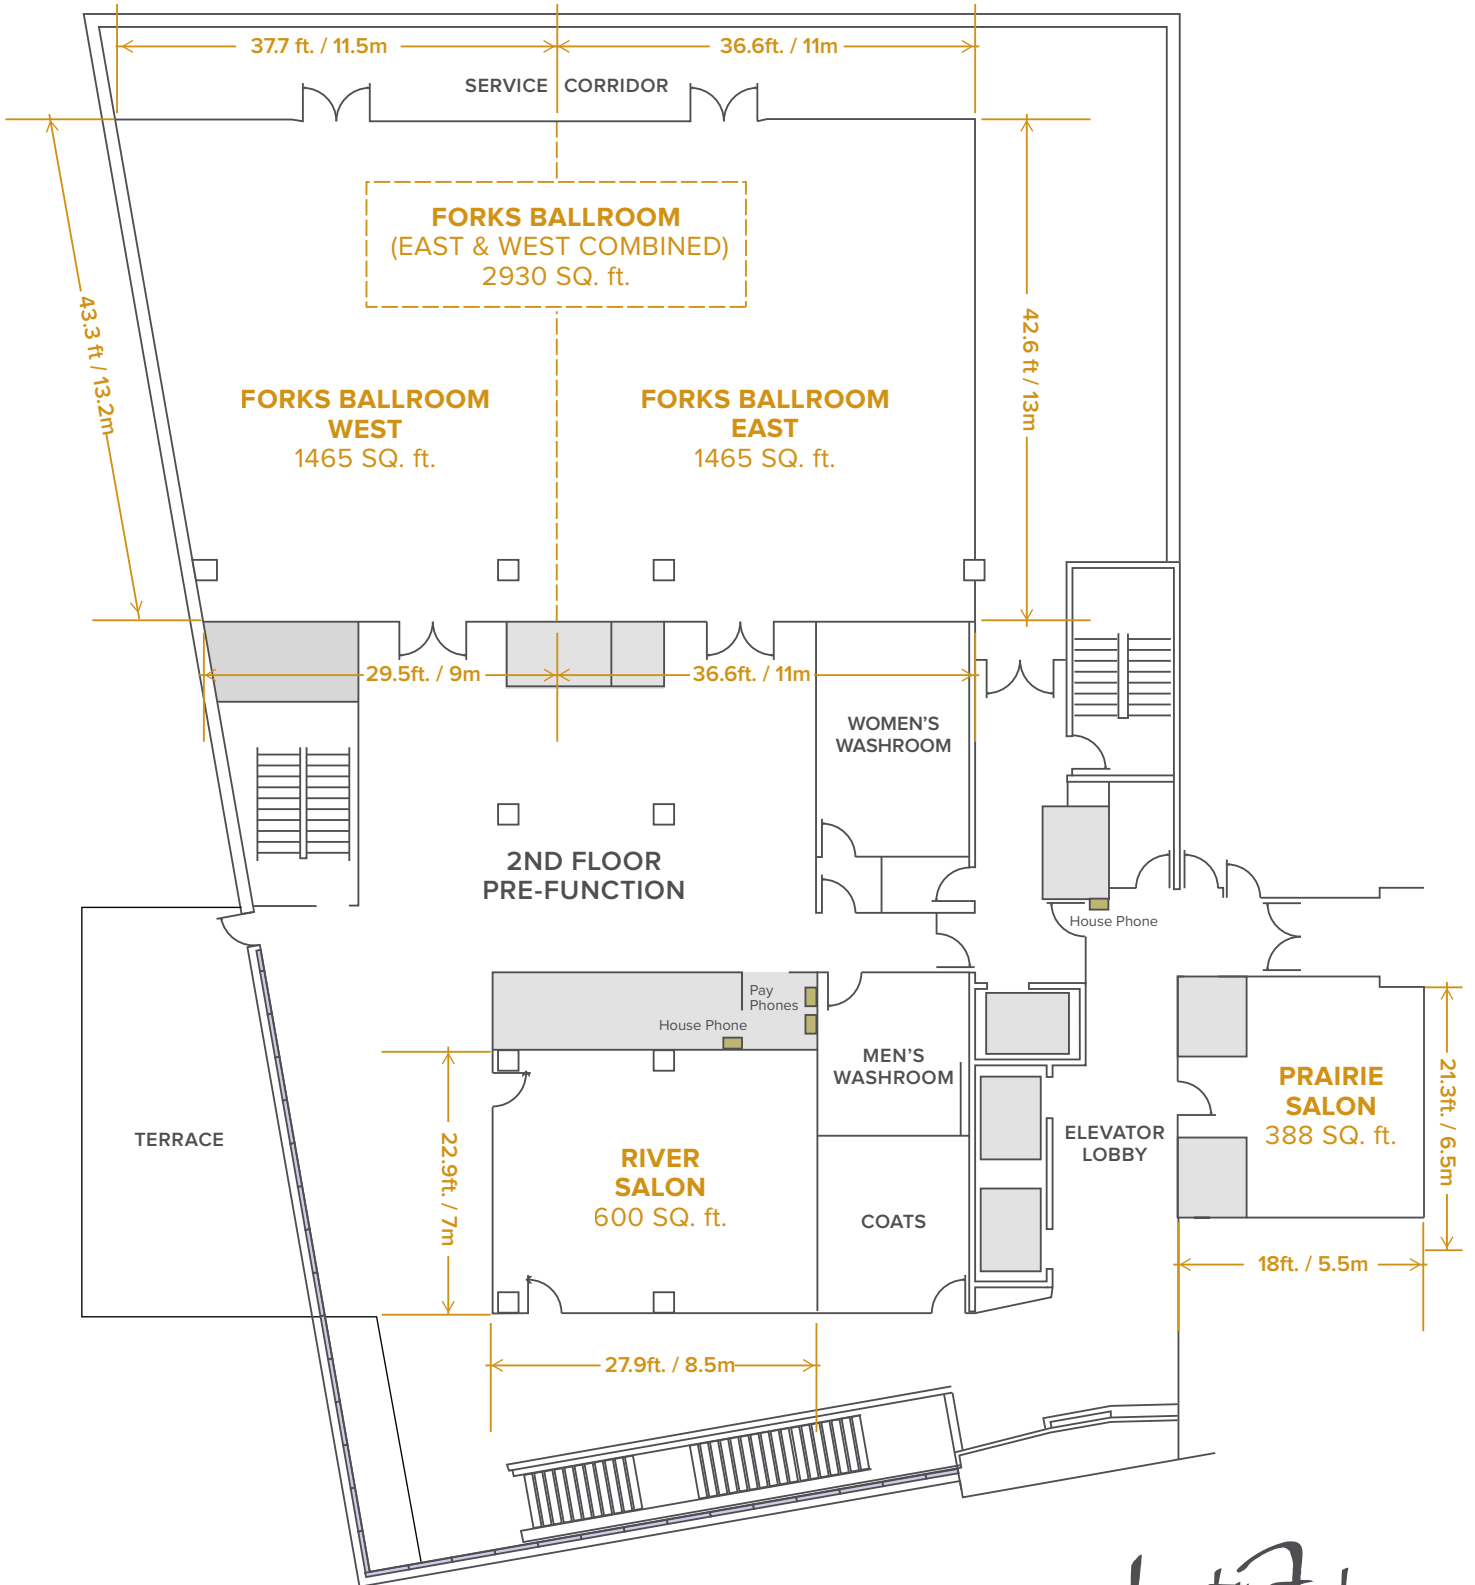 37.7 ft. / 11.5m
36.6ft. / 11m
SERVICE CORRIDOR
FORKS BALLROOM
(EAST & WEST COMBINED)
2930 SQ. ft.
43.3 ft / 13.2m
42.6 ft / 13m
FORKS BALLROOM
WEST
1465 SQ. ft.
FORKS BALLROOM
EAST
1465 SQ. ft.
29.5ft. / 9m
36.6ft. / 11m
WOMEN'S
WASHROOM
2ND FLOOR
PRE-FUNCTION
House Phone
Pay
Phones
House Phone
MEN'S
WASHROOM
PRAIRIE
SALON
388 SQ. ft.
21.3ft. / 6.5m
TERRACE
ELEVATOR
LOBBY
22.9ft. / 7m
RIVER
SALON
600 SQ. ft.
COATS
18ft. / 5.5m
27.9ft. / 8.5m